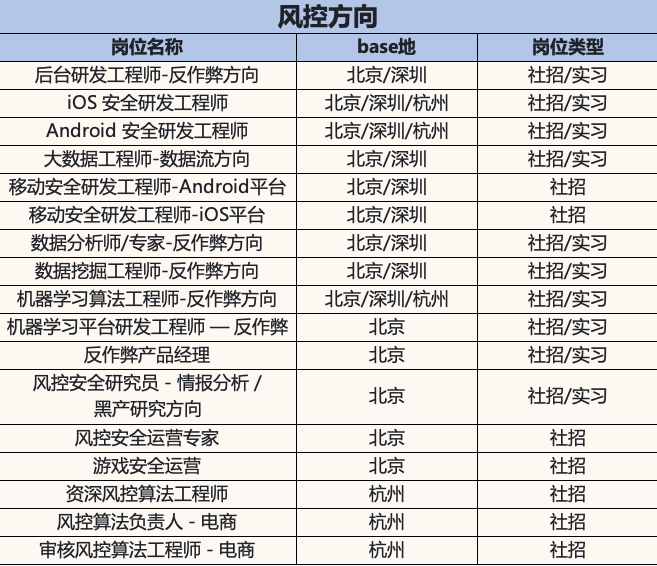 风控方向
岗位名称 base地 岗位类型
后台研发工程师-反作弊方向 北京/深圳 社招/实习
iOS 安全研发工程师 北京/深圳/杭州 社招/实习
Android 安全研发工程师 北京/深圳/杭州 社招/实习
大数据工程师-数据流方向 北京/深圳 社招/实习
移动安全研发工程师-Android平台 北京/深圳 社招
移动安全研发工程师-iOS平台 北京/深圳 社招
数据分析师/专家-反作弊方向 北京/深圳 社招/实习
数据挖掘工程师-反作弊方向 北京/深圳 社招/实习
机器学习算法工程师-反作弊方向 北京/深圳/杭州 社招/实习
机器学习平台研发工程师 — 反作弊 北京 社招/实习
反作弊产品经理 北京 社招/实习
风控安全研究员 - 情报分析 /
黑产研究方向 北京 社招/实习
风控安全运营专家 北京 社招
游戏安全运营 北京 社招
资深风控算法工程师 杭州 社招
风控算法负责人 - 电商 杭州 社招
审核风控算法工程师 - 电商 杭州 社招